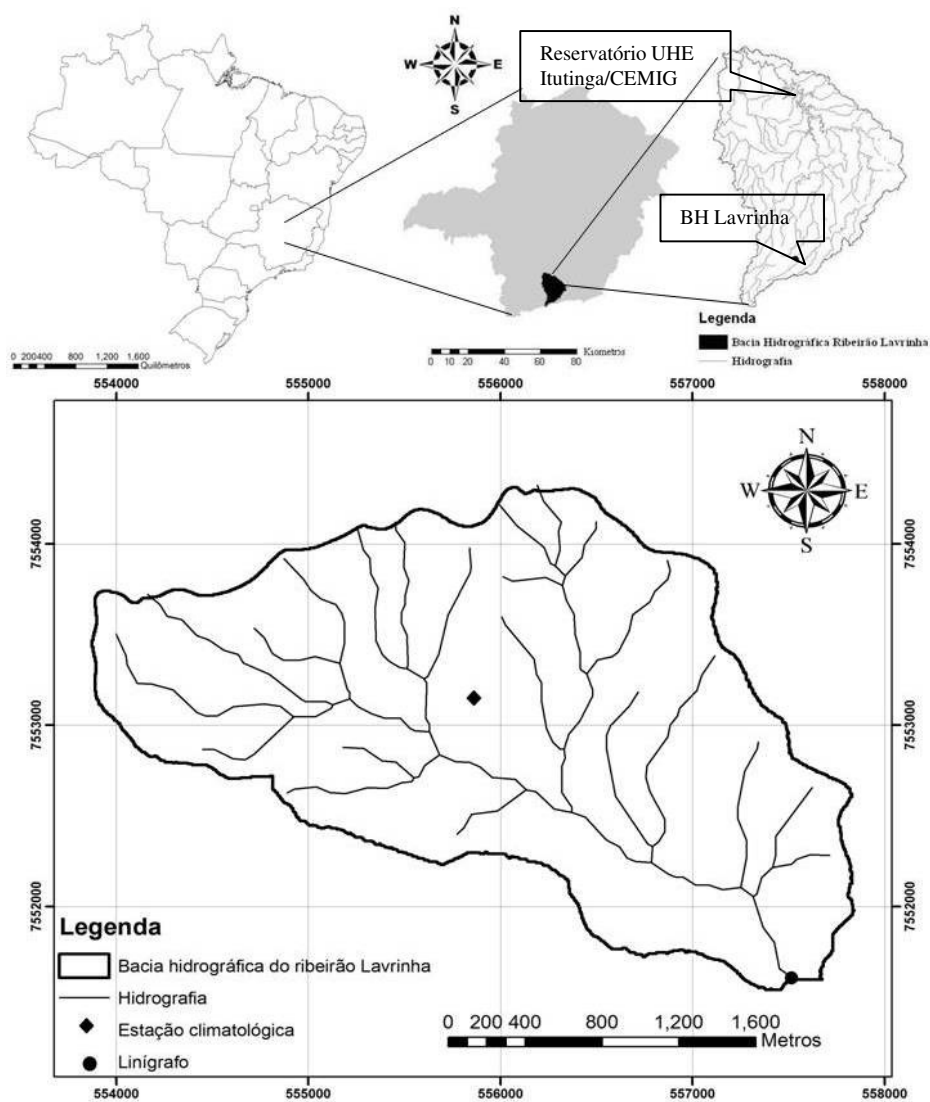 N
W E
S
Reservatório UHE
Itutinga/CEMIG
BH Lavrinha
Legenda
Bacia Hidrográfica Ribeirão Lavrinha
Hidrografia
0 200400 800 1,200 1,600
Quilômetros
0 10 20 40 60 80
Kilometros
554000 555000 556000 557000 558000
N
W E
S
7554000 7554000
7553000 7553000
7552000 7552000
Legenda
Bacia hidrográfica do ribeirão Lavrinha
Hidrografia
Estação climatológica
Linígrafo
0 200 400 800 1,200 1,600
Metros
554000 555000 556000 557000 558000